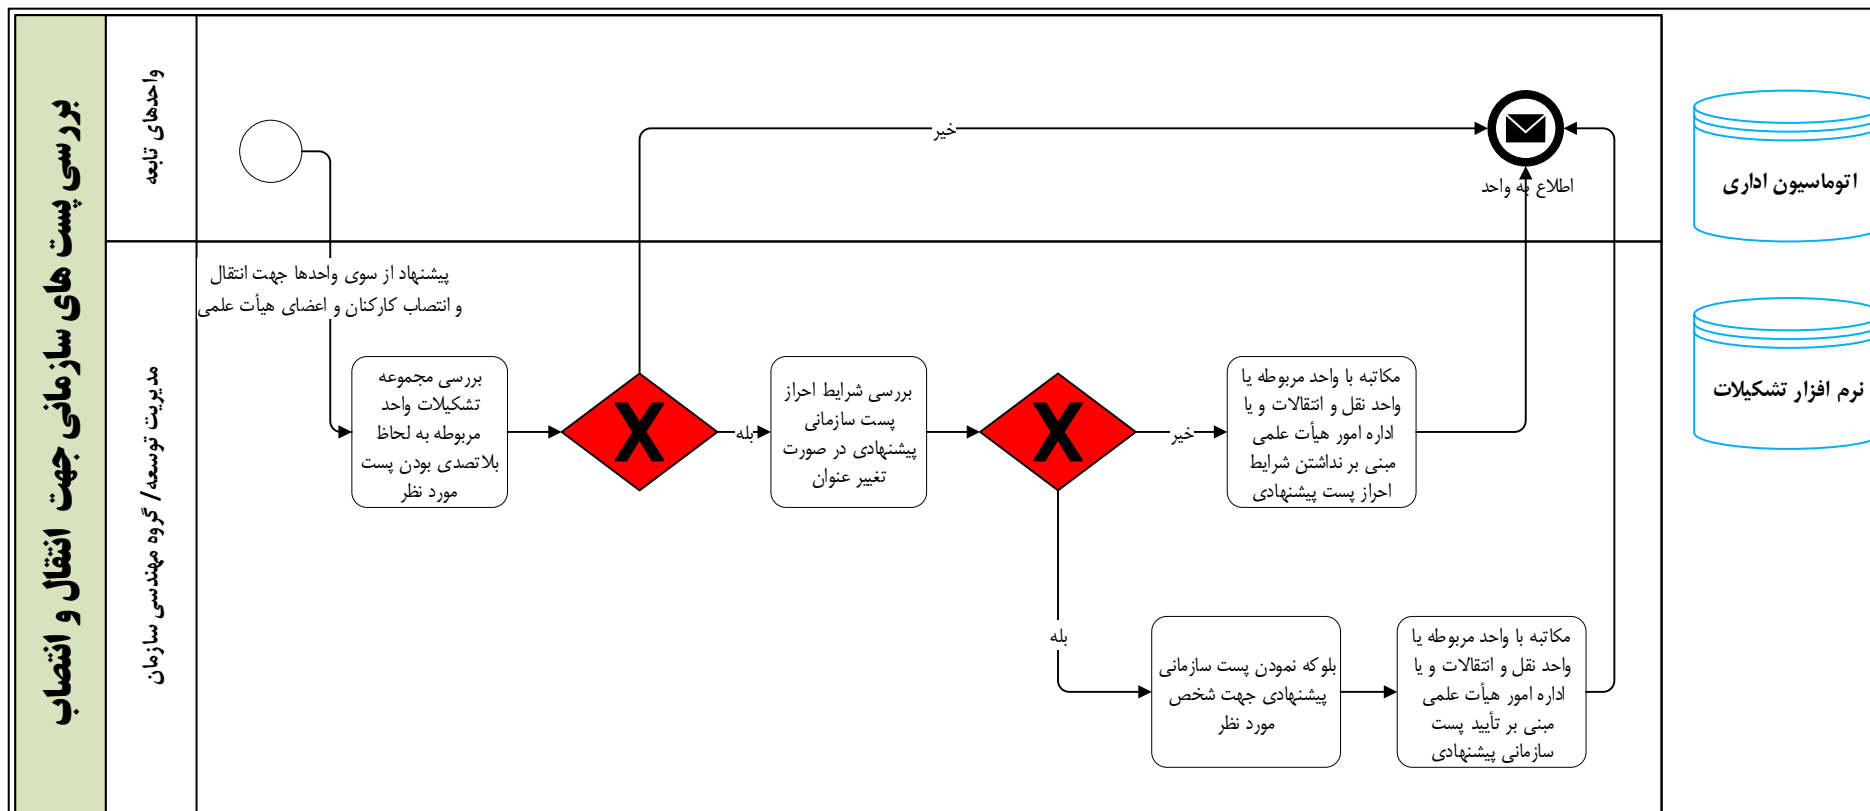 بررسی پست های سازمانی جهت انتقال و انتصاب
واحدهای تابعه
مدیریت توسعه/ گروه مهندسی سازمان
پیشنهاد از سوی واحدها جهت انتقال
و انتصاب کارکنان و اعضای هیأت علمی
بررسی مجموعه
تشکیلات واحد
مربوطه به لحاظ
بلاتصدی بودن پست
مورد نظر
خیر
بله
بررسی شرایط احراز
پست سازمانی
پیشنهادی در صورت
تغییر عنوان
خیر
بله
مکاتبه با واحد مربوطه یا
واحد نقل و انتقالات و یا
اداره امور هیأت علمی
مبنی بر نداشتن شرایط
احراز پست پیشنهادی
بلوکه نمودن پست سازمانی
پیشنهادی جهت شخص
مورد نظر
مکاتبه با واحد مربوطه یا
واحد نقل و انتقالات و یا
اداره امور هیأت علمی
مبنی بر تأیید پست
سازمانی پیشنهادی
اطلاع به واحد
اتوماسیون اداری
نرم افزار تشکیلات